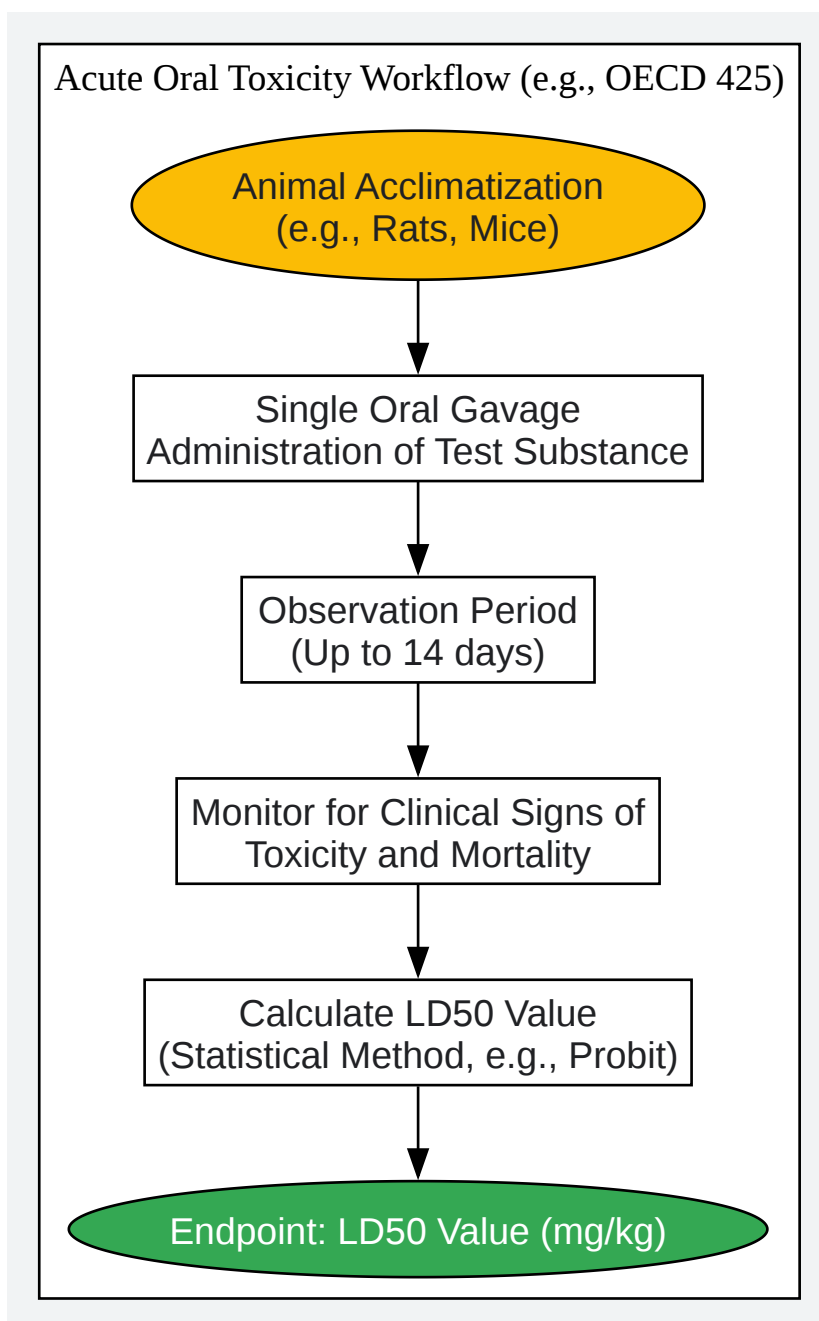 Acute Oral Toxicity Workflow (e.g., OECD 425)
Animal Acclimatization
(e.g., Rats, Mice)
Single Oral Gavage
Administration of Test Substance
Observation Period
(Up to 14 days)
Monitor for Clinical Signs of
Toxicity and Mortality
Calculate LD50 Value
(Statistical Method, e.g., Probit)
Endpoint: LD50 Value (mg/kg)